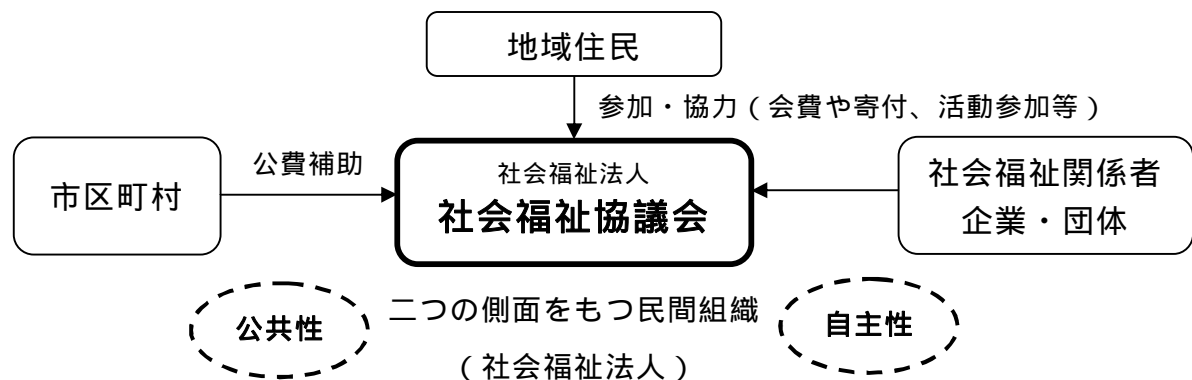 地域住民
参加・協力（会費や寄付、活動参加等）
市区町村
公費補助
社会福祉法人
社会福祉協議会
社会福祉関係者
企業・団体
公共性
二つの側面をもつ民間組織
（社会福祉法人）
自主性